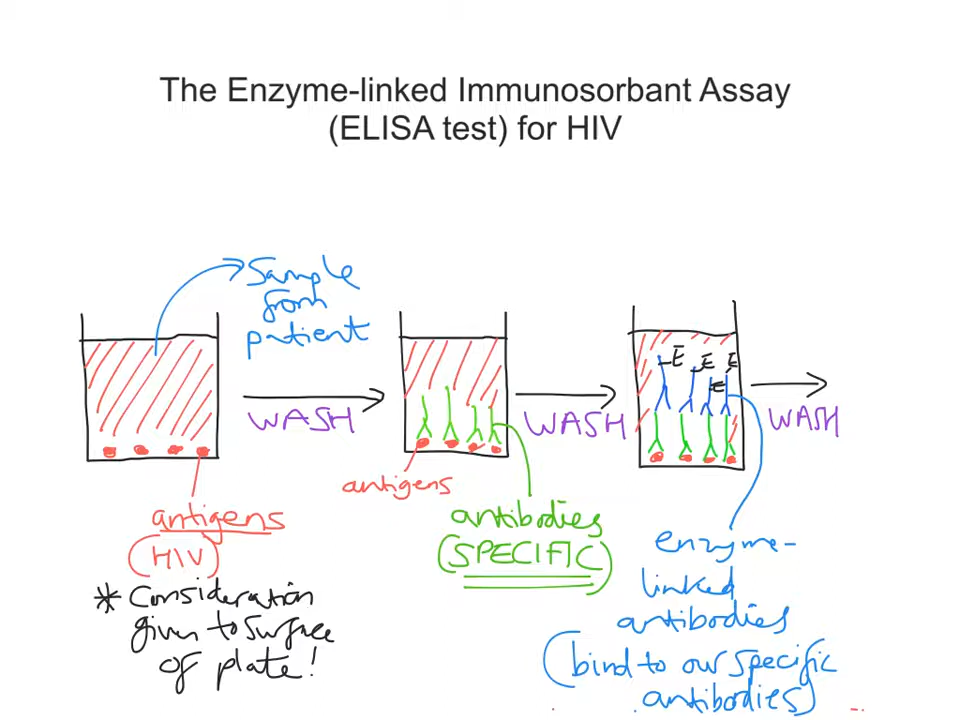 The Enzyme-linked Immunosorbant Assay
(ELISA test) for HIV
Sample
from
patient
WASH
antigens
(HIV)
* Consideration
given to surface
of plate!
antigens
WASH
antibodies
(SPECIFIC)
E E E
E
WASH
enzyme-
linked
antibodies
(bind to our specific
antibodies)